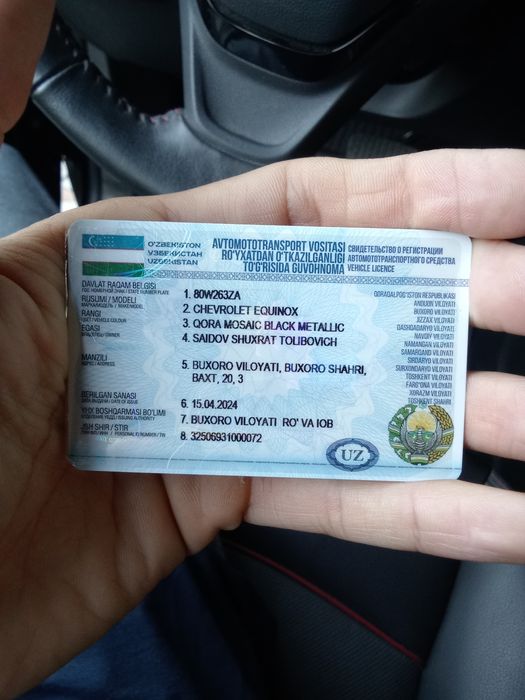 O'ZBEKISTON
УЗБЕКИСТАН
UZBEKISTAN
AVTOMOTOTRANSPORT VOSITASI
RO'YXATDAN O'TKAZILGANLIGI
TO'G'RISIDA GUVOHNOMA
СВИДЕТЕЛЬСТВО О РЕГИСТРАЦИИ
АВТОМОТОТРАНСПОРТНОГО СРЕДСТВА
VEHICLE LICENCE
DAVLAT RAQAM BELGISI
1. 80W263ZA
RUSUMI / MODELI
2. CHEVROLET EQUINOX
RANGI
3. QORA MOSAIC BLACK METALLIC
EGASI
4. SAIDOV SHUXRAT TOLIBOVICH
MANZILI
5. BUXORO VILOYATI, BUXORO SHAHRI,
BAXT, 20, 3
BERILGAN SANASI
6. 15.04.2024
YHX BOSHQARMASI BO'LIMI
7. BUXORO VILOYATI RO' VA IOB
JSH SHIR / STIR
8. 32506931000072
QORAQALPOG'ISTON RESPUBLIKASI
ANDIJON VILOYATI
BUXORO VILOYATI
JIZZAX VILOYATI
QASHQADARYO VILOYATI
NAVOIY VILOYATI
NAMANGAN VILOYATI
SAMARQAND VILOYATI
SIRDARYO VILOYATI
SURXONDARYO VILOYATI
TOSHKENT VILOYATI
FARG'ONA VILOYATI
XORAZM VILOYATI
TOSHKENT SHAHRI
UZ